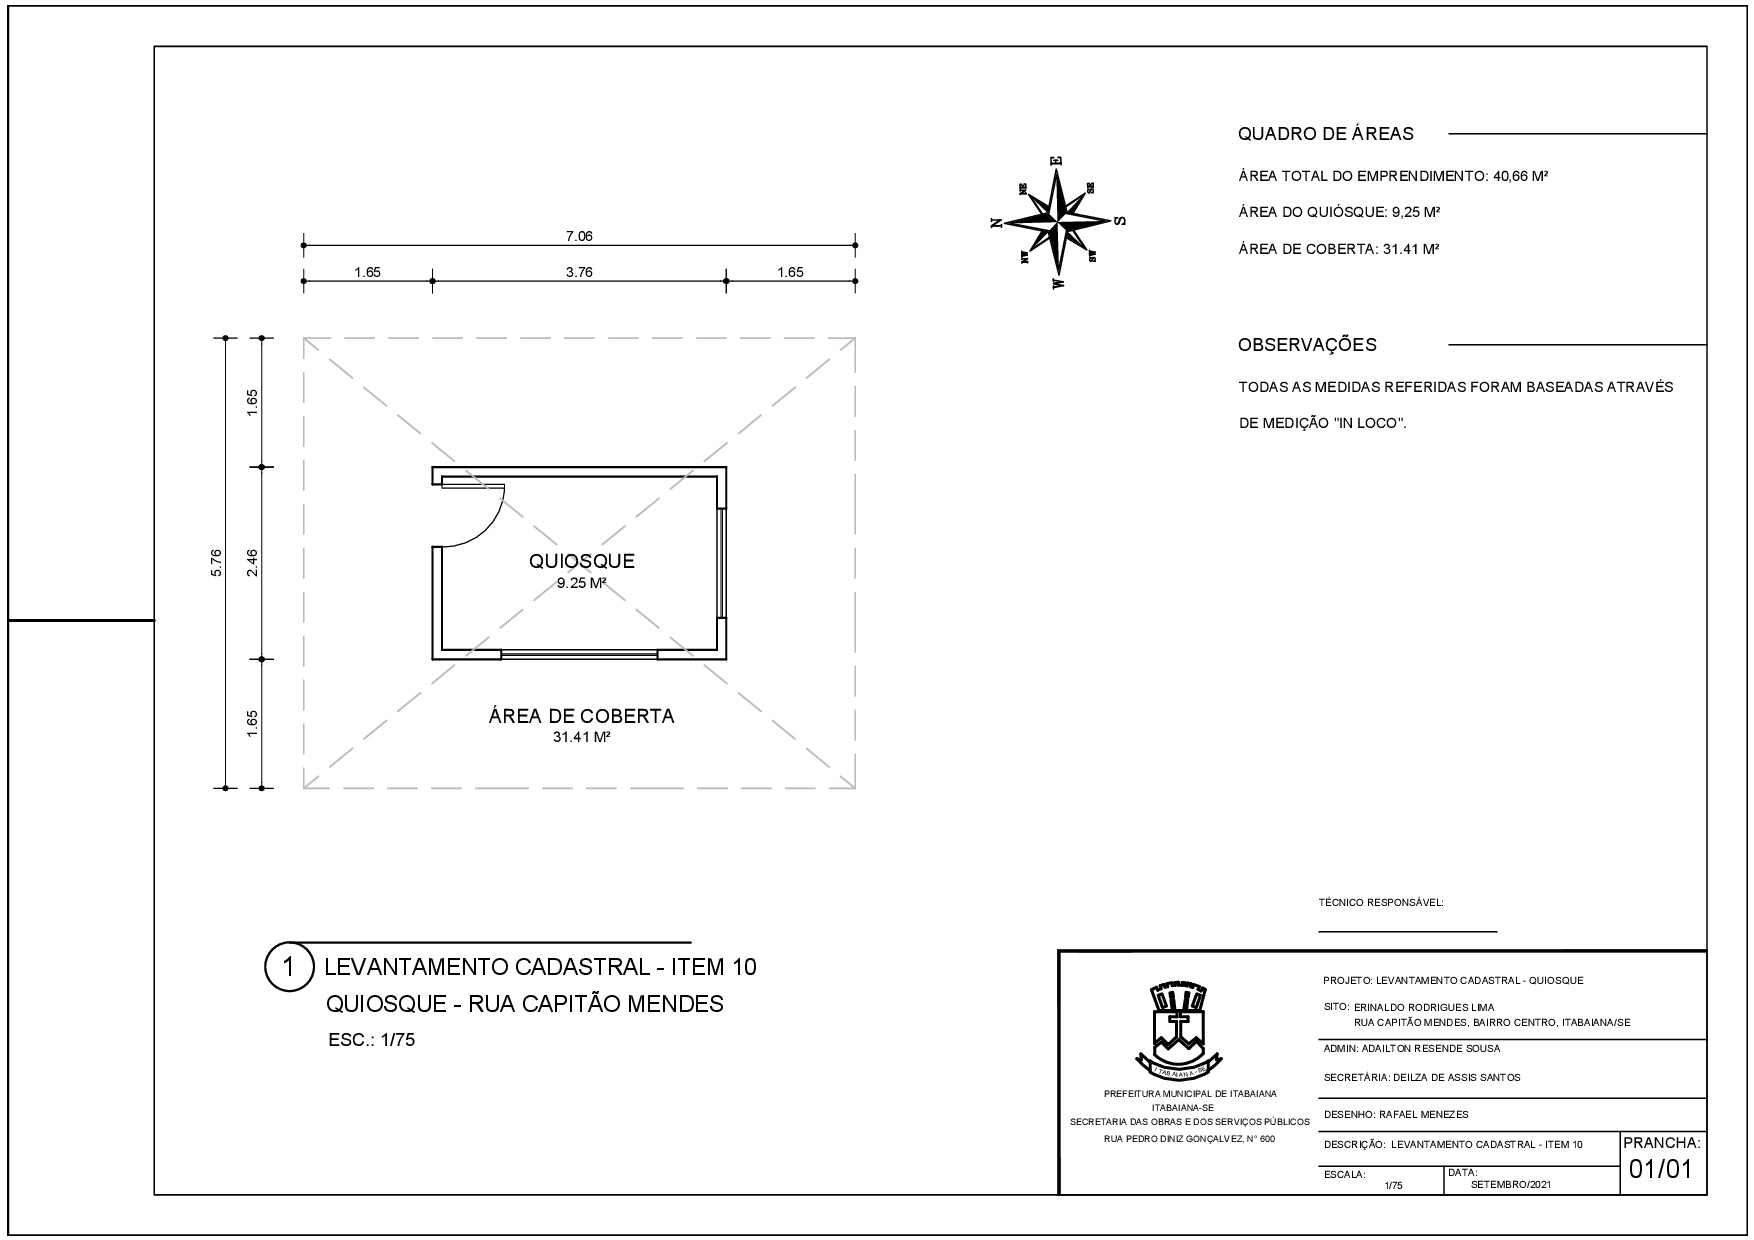 QUADRO DE ÁREAS
ÁREA TOTAL DO EMPRENDIMENTO: 40,66 M²
ÁREA DO QUIÓSQUE: 9,25 M²
ÁREA DE COBERTA: 31.41 M²
E
NE
SE
N
S
NW
SW
W
7.06
1.65
3.76
1.65
OBSERVAÇÕES
TODAS AS MEDIDAS REFERIDAS FORAM BASEADAS ATRAVÉS
DE MEDIÇÃO "IN LOCO".
1.65
5.76
2.46
1.65
QUIOSQUE
9.25 M²
ÁREA DE COBERTA
31.41 M²
1
LEVANTAMENTO CADASTRAL - ITEM 10
QUIOSQUE - RUA CAPITÃO MENDES
ESC.: 1/75
TÉCNICO RESPONSÁVEL:
ITABAIANA-SE
PREFEITURA MUNICIPAL DE ITABAIANA
ITABAIANA-SE
SECRETARIA DAS OBRAS E DOS SERVIÇOS PÚBLICOS
RUA PEDRO DINIZ GONÇALVEZ, N° 600
PROJETO: LEVANTAMENTO CADASTRAL - QUIOSQUE
SITO: ERINALDO RODRIGUES LIMA
RUA CAPITÃO MENDES, BAIRRO CENTRO, ITABAIANA/SE
ADMIN: ADAILTON RESENDE SOUSA
SECRETÁRIA: DEILZA DE ASSIS SANTOS
DESENHO: RAFAEL MENEZES
DESCRIÇÃO: LEVANTAMENTO CADASTRAL - ITEM 10
ESCALA:
1/75
DATA:
SETEMBRO/2021
PRANCHA:
01/01